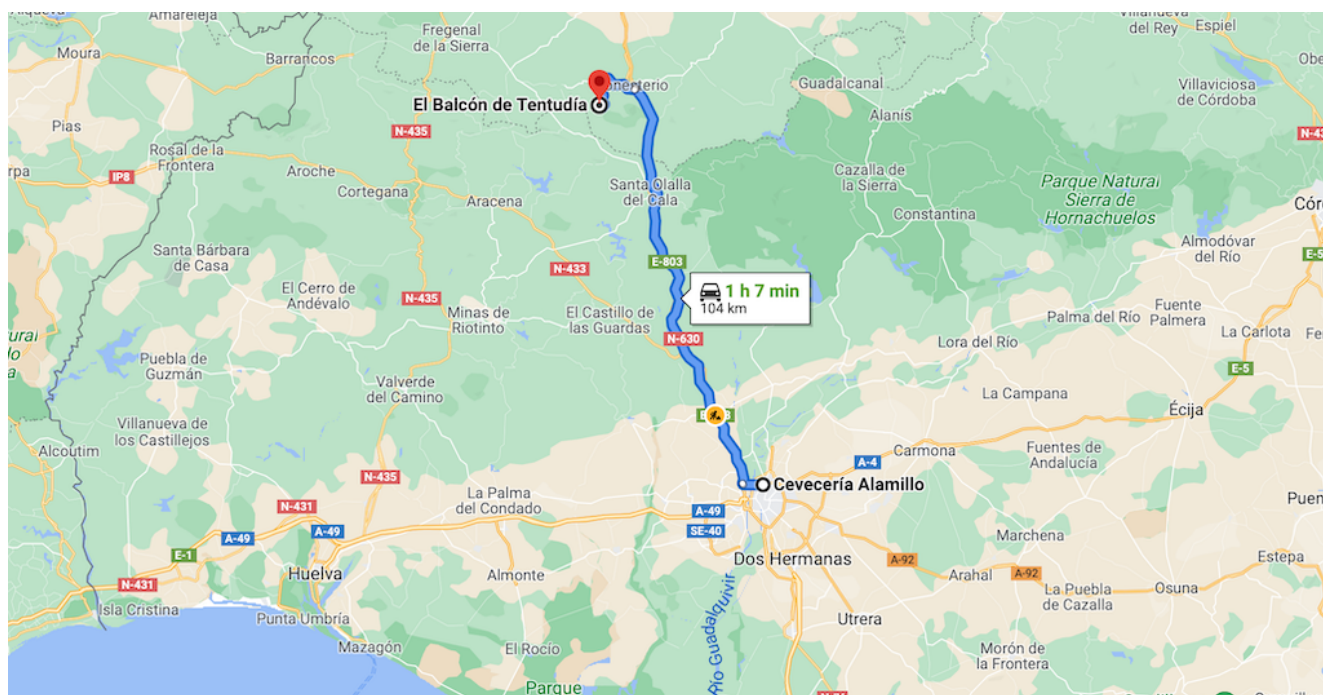 Amareleja
Fregenal
de la Sierra
Villanueva
del Rey
Espiel
Moura
Barrancos
Guadalcanal
Villaviciosa
de Córdoba
El Balcón de Tentudía
Alanís
Pias
N-435
Rosal de la
Frontera
IP8
Aroche
Cortegana
Aracena
Santa Olalla
del Cala
Cazalla de
la Sierra
Constantina
Parque Natural
Sierra de
Hornachuelos
Almodóvar
del Río
Santa Bárbara
de Casa
N-433
E-803
El Cerro de
Andévalo
N-435
Minas de
Riotinto
El Castillo de
las Guardas
1 h 7 min
104 km
N-630
Palma del Río
Fuente
Palmera
La Carlota
Lora del Río
E-5
Puebla de
Guzmán
Valverde
del Camino
La Campana
Écija
Villanueva de
los Castillejos
Alcoutim
Carmona
Fuentes de
Andalucía
A-4
N-435
Cevecería Alamillo
La Palma
del Condado
N-431
A-49
A-49
A-49
SE-40
Marchena
E-1
Dos Hermanas
A-92
Estepa
N-431
Huelva
Almonte
Arahal
A-92
La Puebla
de Cazalla
Osuna
Isla Cristina
Punta Umbría
Río Guadalquivir
Utrera
Mazagón
El Rocío
Morón de
la Frontera
Parque